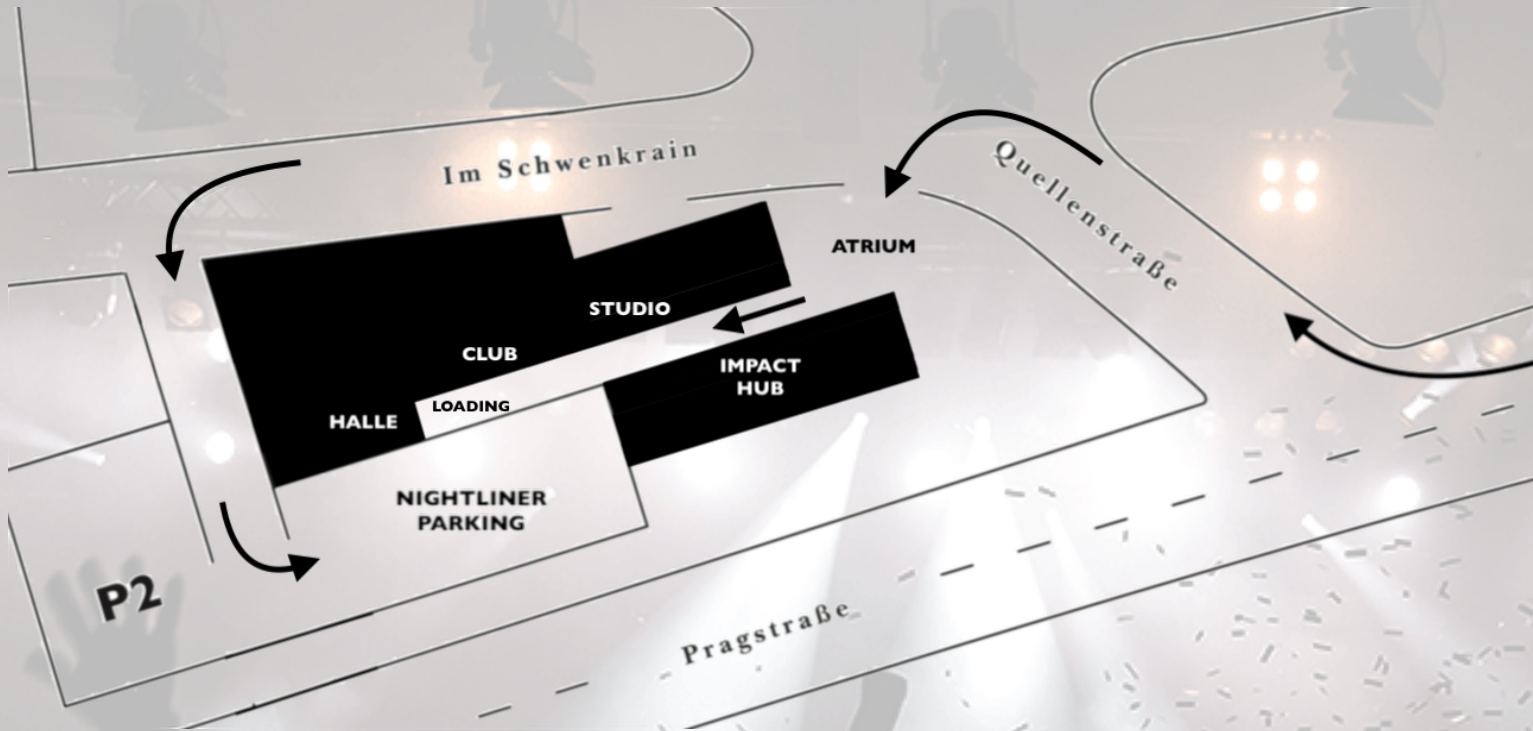 Im Schwenkrain
Quellenstraße
ATRIUM
STUDIO
CLUB
IMPACT
HUB
LOADING
HALLE
NIGHTLINER
PARKING
P2
Pragstraße